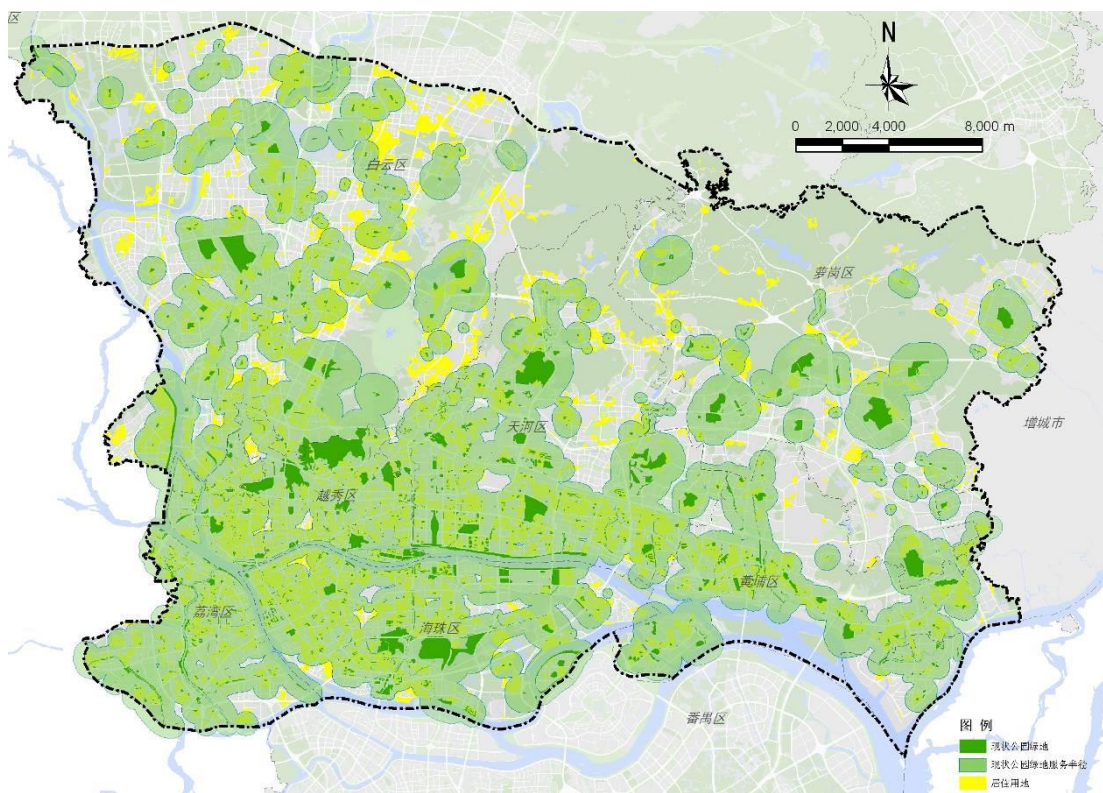 区
N
0 2,000 4,000 8,000 m
白云区
萝岗区
增城市
天河区
越秀区
黄埔区
荔湾区
海珠区
番禺区
图 例
现状公园绿地
现状公园绿地服务半径
居住用地